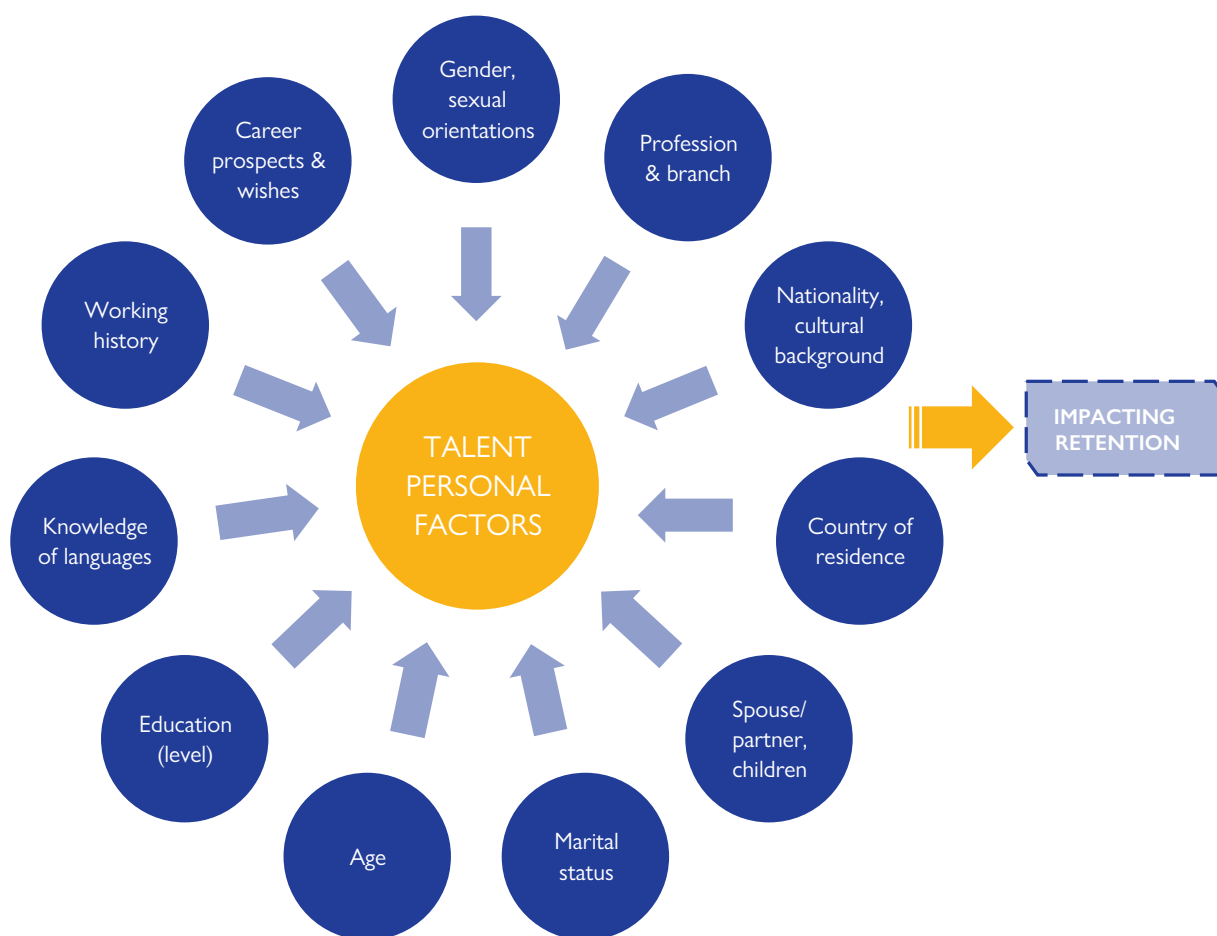 Gender,
sexual
orientations
Profession
& branch
Nationality,
cultural
background
Country of
residence
Spouse/
partner,
children
Marital
status
Age
Education
(level)
Knowledge
of languages
Working
history
Career
prospects &
wishes
TALENT
PERSONAL
FACTORS
IMPACTING
RETENTION